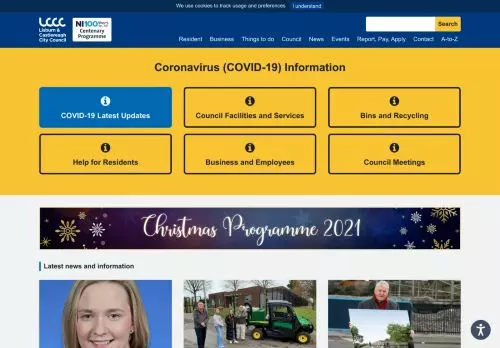 We use cookies to track usage and preferences I understand
LCCC
Lisburn &
Castlereagh
City Council
NI100
Centenary
Programme
Search
Resident Business Things to do Council News Events Report, Pay, Apply Contact A-to-Z
Coronavirus (COVID-19) Information
COVID-19 Latest Updates Council Facilities and Services Bins and Recycling
Help for Residents Business and Employees Council Meetings
Christmas Programme 2021
Latest news and information